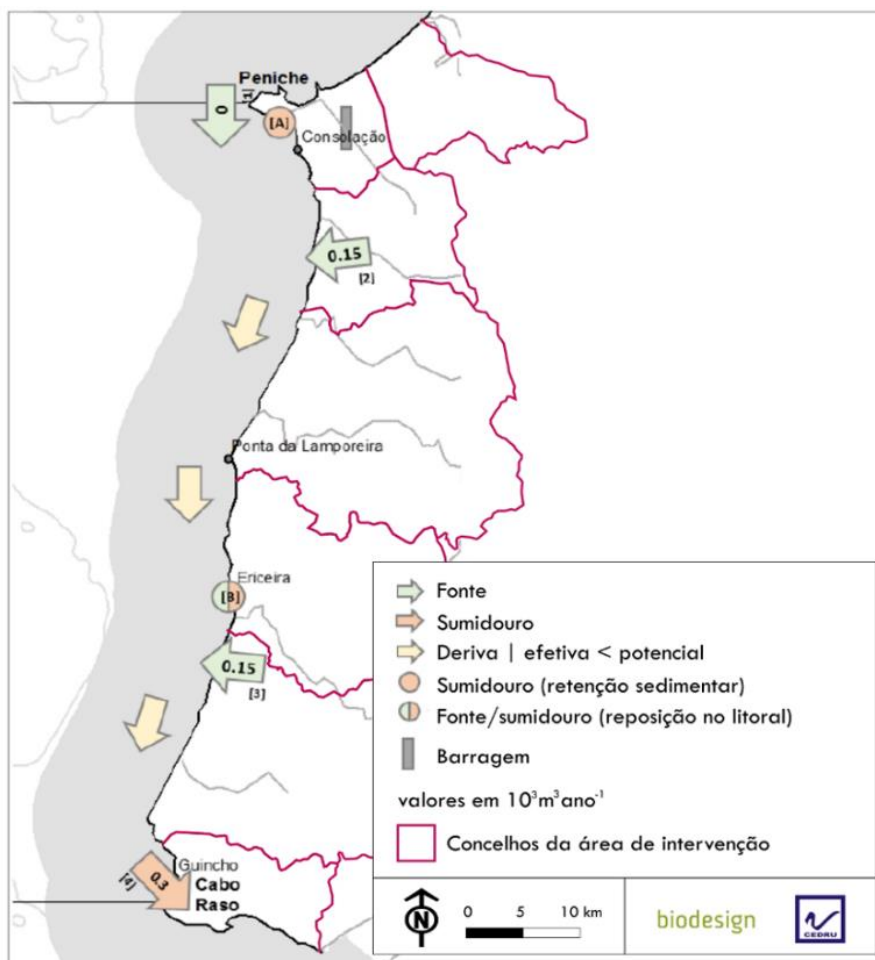 Peniche
0
[1]
[A]
Consolação
0.15
[2]
Ponta da Lamporeira
Ericeira
[B]
0.15
[3]
Guincho
Cabo
Raso
0.3
[4]
Fonte
Sumidouro
Deriva | efetiva < potencial
Sumidouro (retenção sedimentar)
Fonte/sumidouro (reposição no litoral)
Barragem
valores em 10³m³ano⁻¹
Concelhos da área de intervenção
N
0 5 10 km
biodesign
CEDRU